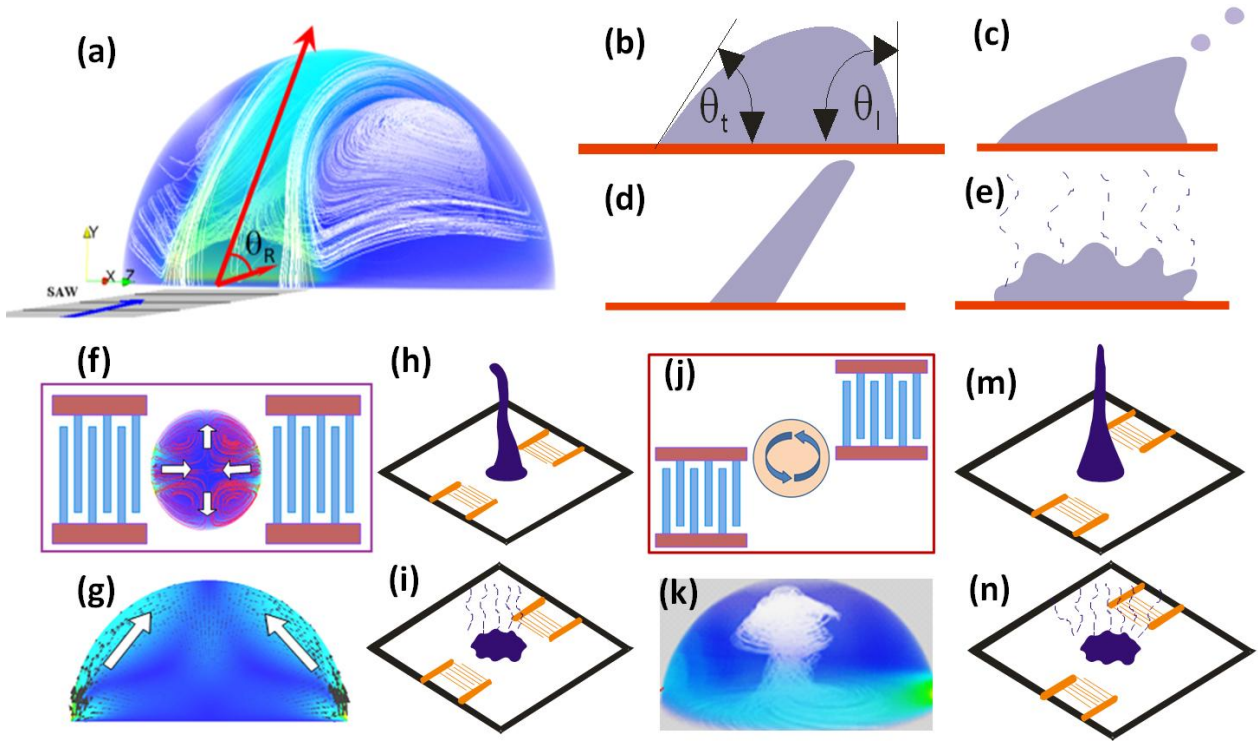 (a)
θR
Y
X
Z
SAW
(b)
θt
θl
(c)
(d)
(e)
(f)
(g)
(h)
(i)
(j)
(k)
(m)
(n)